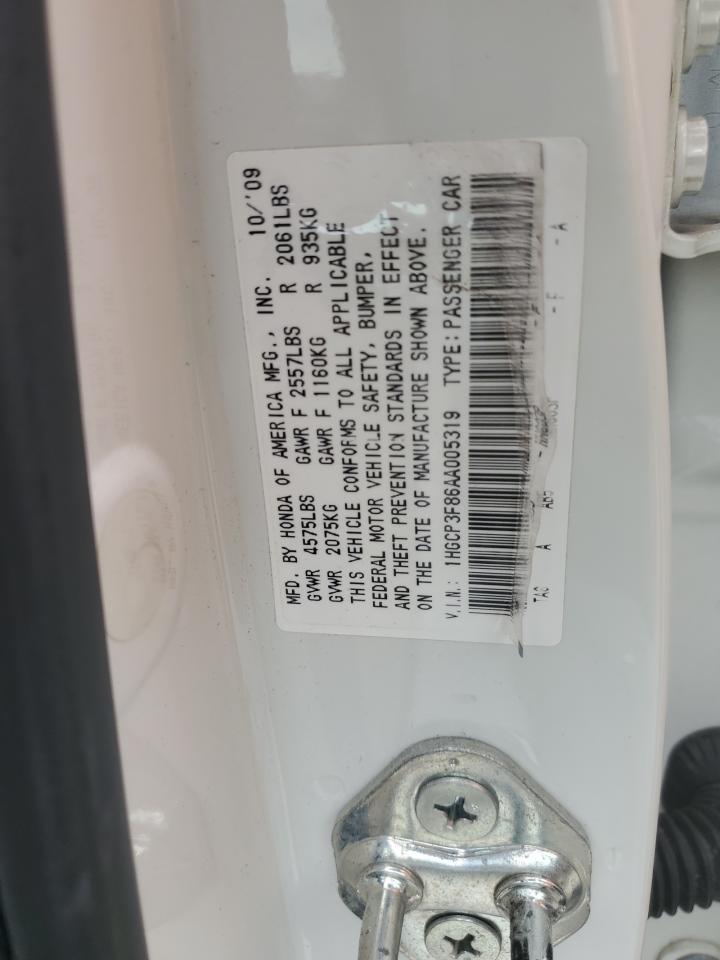 MFD. BY HONDA OF AMERICA MFG., INC. 10/'09
GVWR 4575LBS GAWR F 2557LBS R 2061LBS
GVWR 2075KG GAWR F 1160KG R 935KG
THIS VEHICLE CONFORMS TO ALL APPLICABLE
FEDERAL MOTOR VEHICLE SAFETY, BUMPER,
AND THEFT PREVENTION STANDARDS IN EFFECT
ON THE DATE OF MANUFACTURE SHOWN ABOVE.
V.I.N.: 1HGCP3F86AA005319 TYPE: PASSENGER CAR